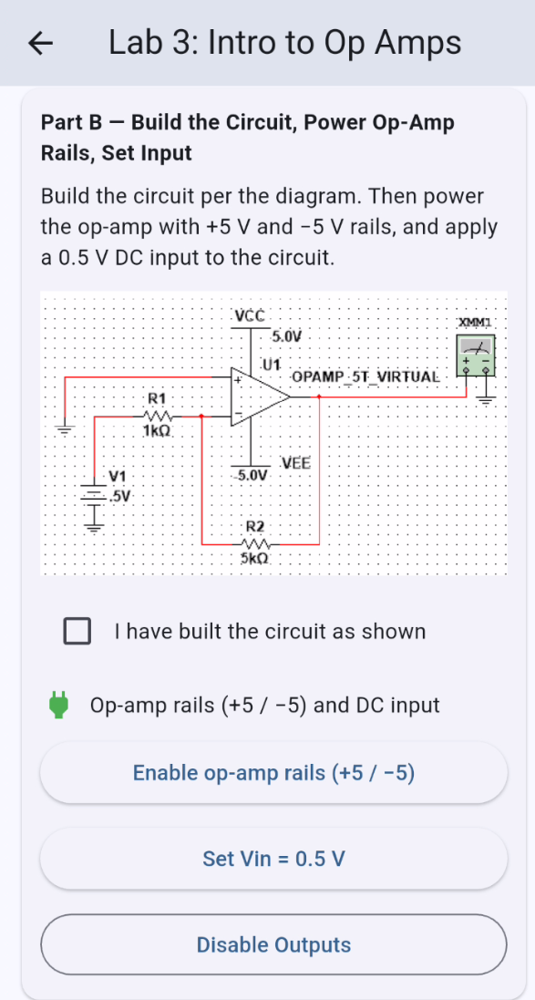 Lab 3: Intro to Op Amps
Part B — Build the Circuit, Power Op-Amp
Rails, Set Input
Build the circuit per the diagram. Then power
the op-amp with +5 V and −5 V rails, and apply
a 0.5 V DC input to the circuit.
VCC
5.0V
XMM1
U1
OPAMP_5T_VIRTUAL
R1
1kΩ
V1
.5V
VEE
-5.0V
R2
5kΩ
I have built the circuit as shown
Op-amp rails (+5 / −5) and DC input
Enable op-amp rails (+5 / −5)
Set Vin = 0.5 V
Disable Outputs